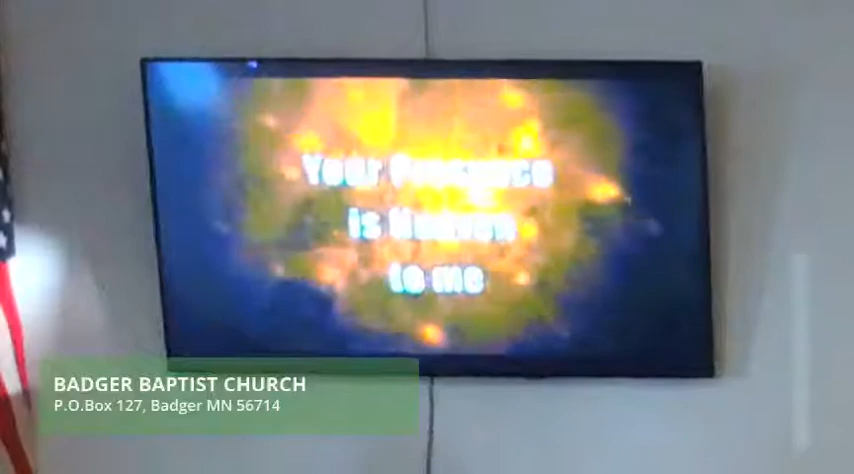 Your Presence
is Heaven
to me
BADGER BAPTIST CHURCH
P.O.Box 127, Badger MN 56714